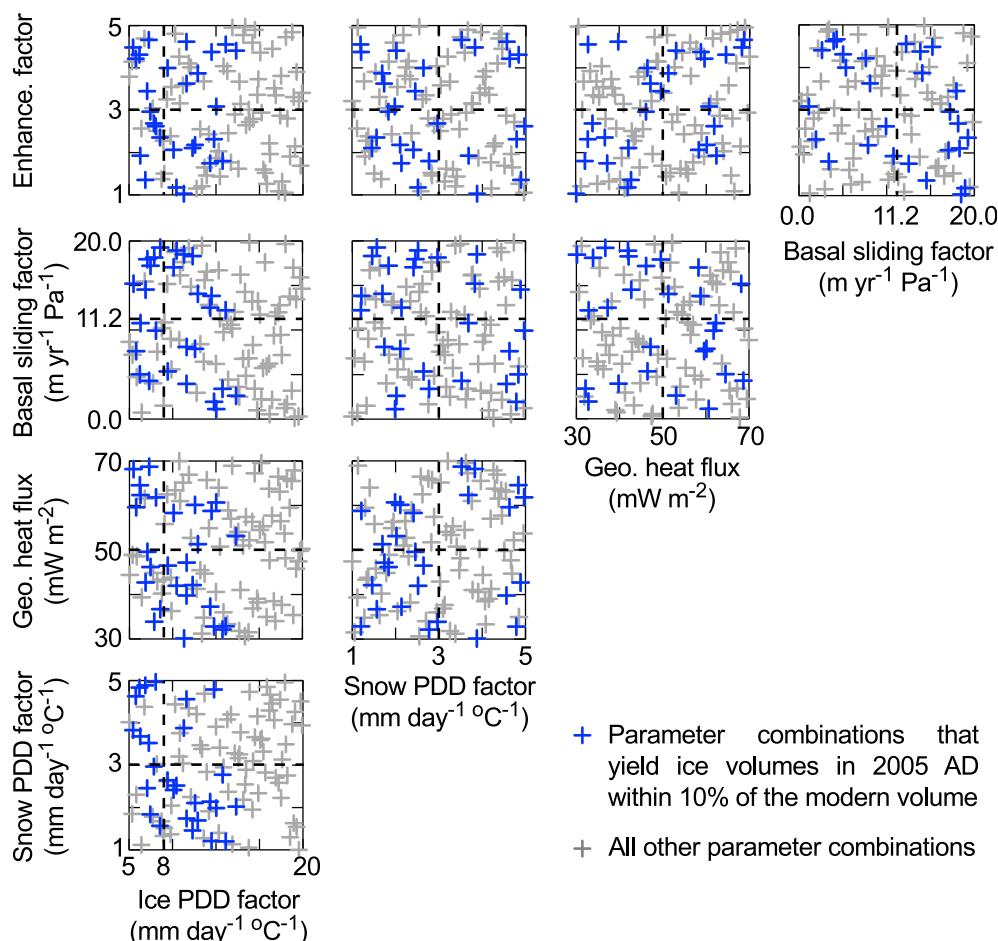 Enhance. factor
5
3
1
0.0
11.2
20.0
Basal sliding factor
(m yr-1 Pa-1)
Basal sliding factor
(m yr-1 Pa-1)
20.0
11.2
0.0
30
50
70
Geo. heat flux
(mW m-2)
Geo. heat flux
(mW m-2)
70
50
30
1
3
5
Snow PDD factor
(mm day-1 oC-1)
Snow PDD factor
(mm day-1 oC-1)
5
3
1
5
8
20
Ice PDD factor
(mm day-1 oC-1)
Parameter combinations that
yield ice volumes in 2005 AD
within 10% of the modern volume
All other parameter combinations